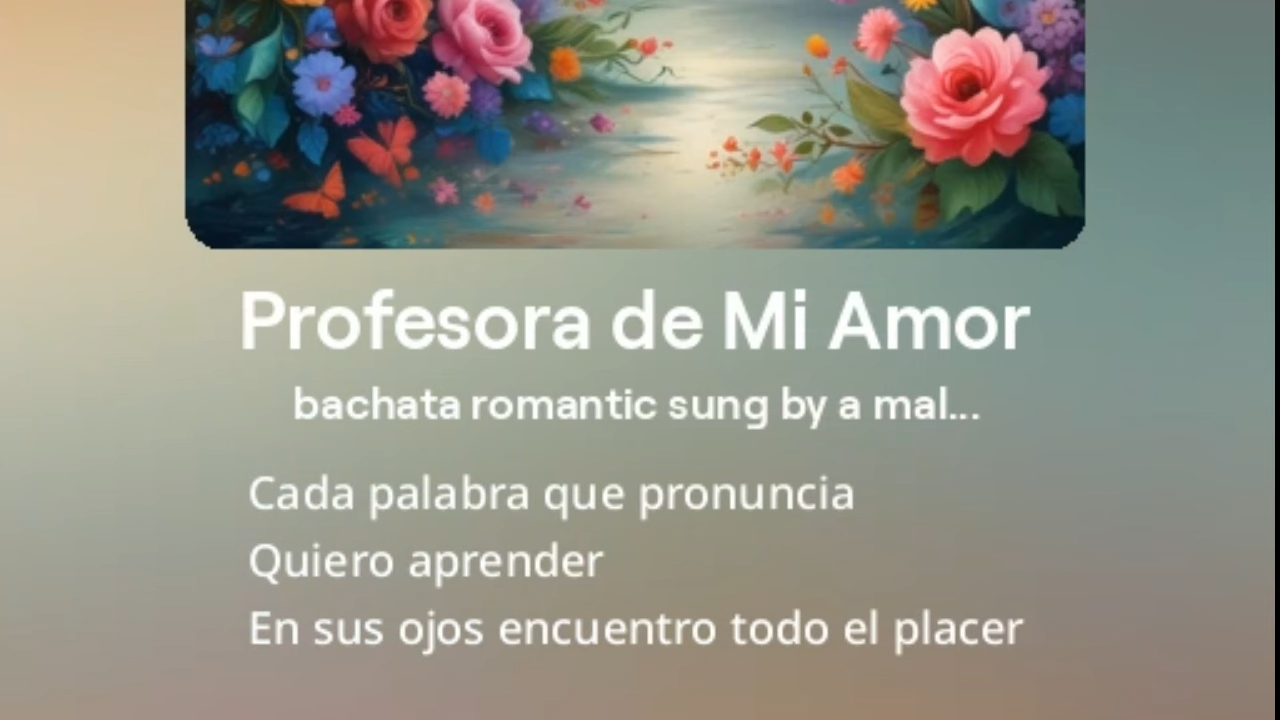 Profesora de Mi Amor
bachata romantic sung by a mal...
Cada palabra que pronuncia
Quiero aprender
En sus ojos encuentro todo el placer